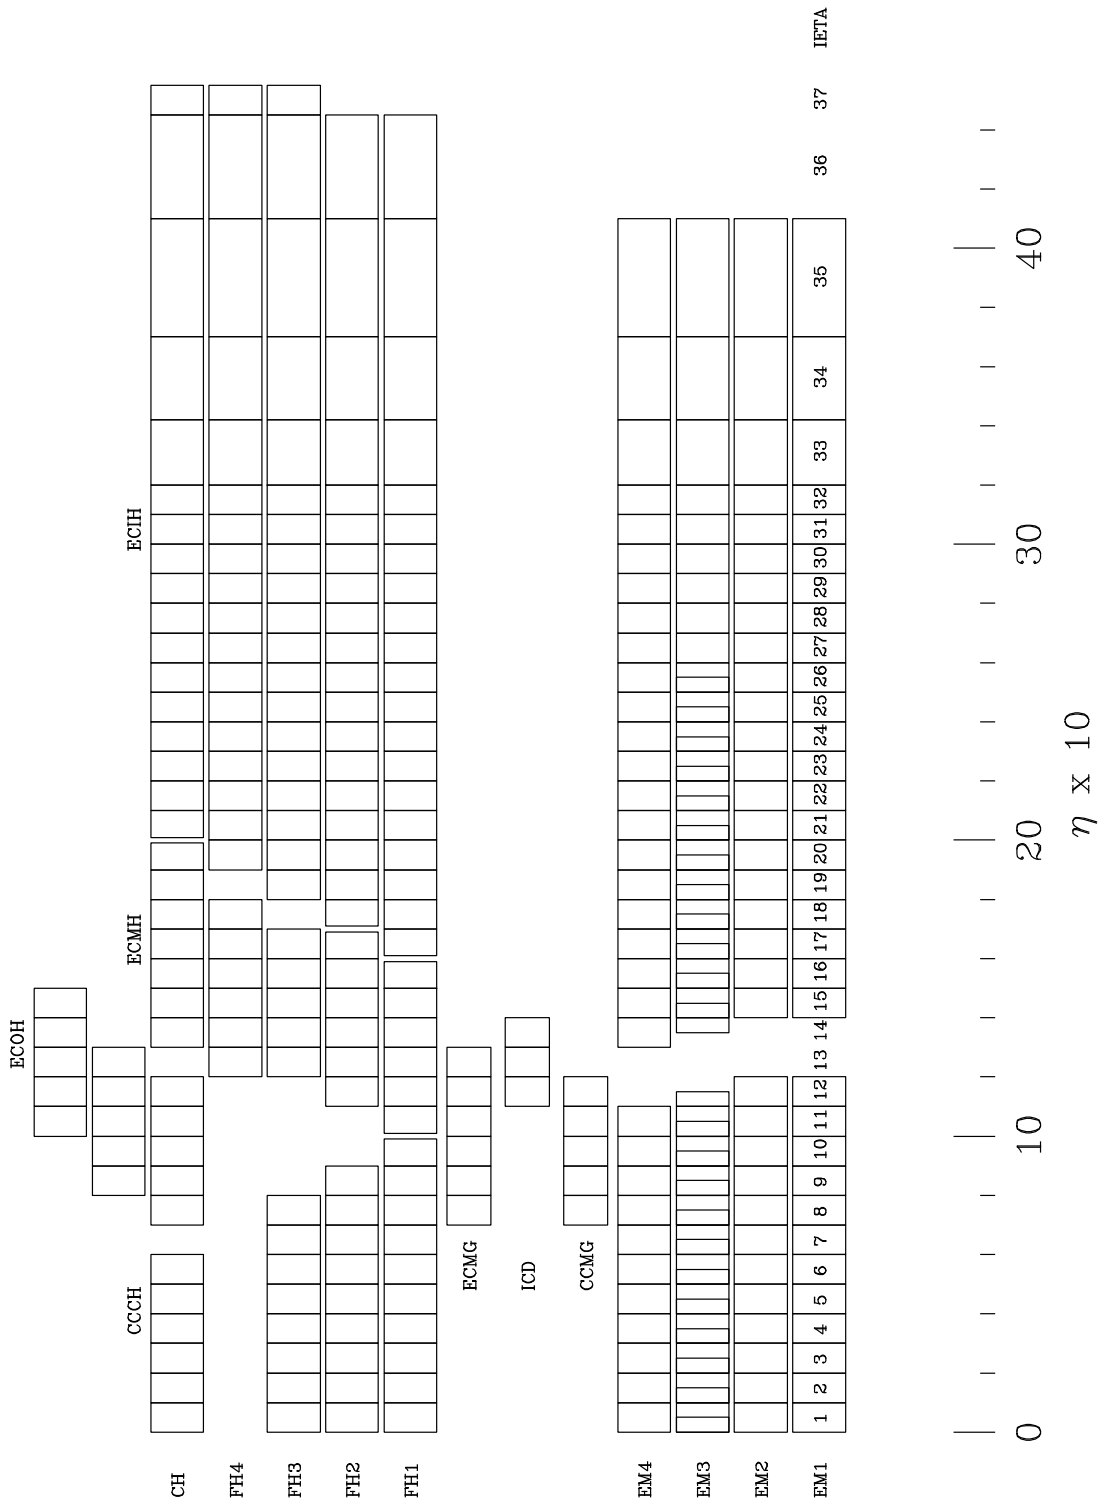 ECOH
CCCH
ECMH
ECIH
CH
FH4
FH3
FH2
FH1
ECMG
ICD
CCMG
EM4
EM3
EM2
EM1
1 2 3 4 5 6 7 8 9 10 11 12 13 14 15 16 17 18 19 20 21 22 23 24 25 26 27 28 29 30 31 32 33 34 35 36 37 IETA
0 10 20 30 40
η x 10